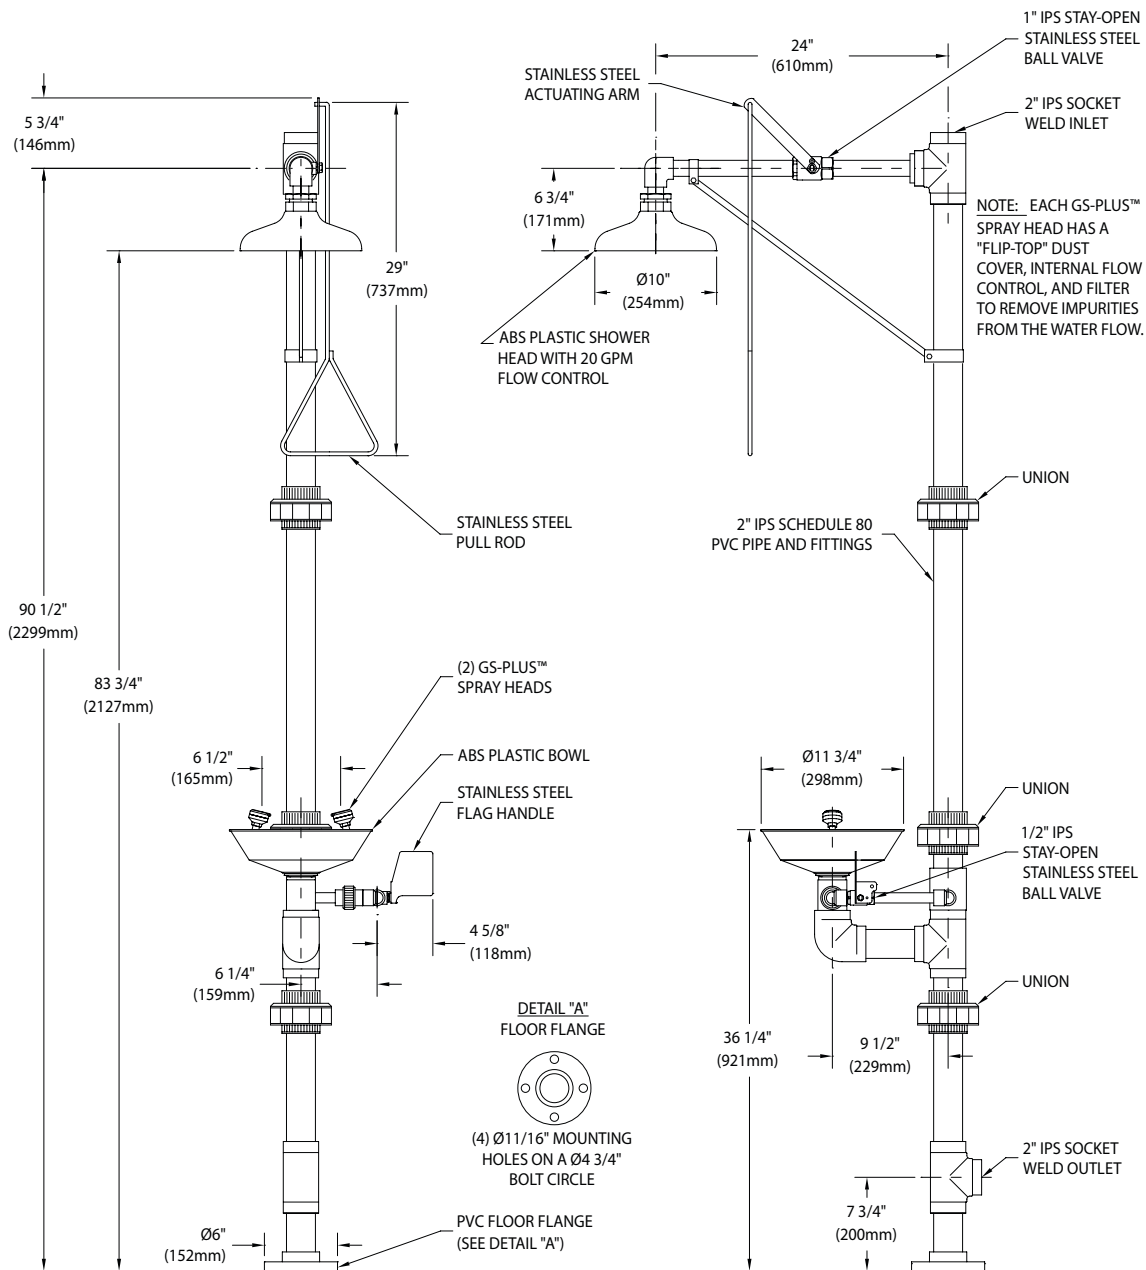 5 3/4"
(146mm)
29"
(737mm)
90 1/2"
(2299mm)
83 3/4"
(2127mm)
STAINLESS STEEL
PULL ROD
(2) GS-PLUS™
SPRAY HEADS
6 1/2"
(165mm)
ABS PLASTIC BOWL
STAINLESS STEEL
FLAG HANDLE
4 5/8"
(118mm)
6 1/4"
(159mm)
DETAIL "A"
FLOOR FLANGE
(4) Ø11/16" MOUNTING
HOLES ON A Ø4 3/4"
BOLT CIRCLE
Ø6"
(152mm)
PVC FLOOR FLANGE
(SEE DETAIL "A")
24"
(610mm)
1" IPS STAY-OPEN
STAINLESS STEEL
BALL VALVE
STAINLESS STEEL
ACTUATING ARM
2" IPS SOCKET
WELD INLET
6 3/4"
(171mm)
NOTE: EACH GS-PLUS™
SPRAY HEAD HAS A
"FLIP-TOP" DUST
COVER, INTERNAL FLOW
CONTROL, AND FILTER
TO REMOVE IMPURITIES
FROM THE WATER FLOW.
Ø10"
(254mm)
ABS PLASTIC SHOWER
HEAD WITH 20 GPM
FLOW CONTROL
UNION
2" IPS SCHEDULE 80
PVC PIPE AND FITTINGS
Ø11 3/4"
(298mm)
UNION
1/2" IPS
STAY-OPEN
STAINLESS STEEL
BALL VALVE
UNION
36 1/4"
(921mm)
9 1/2"
(229mm)
2" IPS SOCKET
WELD OUTLET
7 3/4"
(200mm)